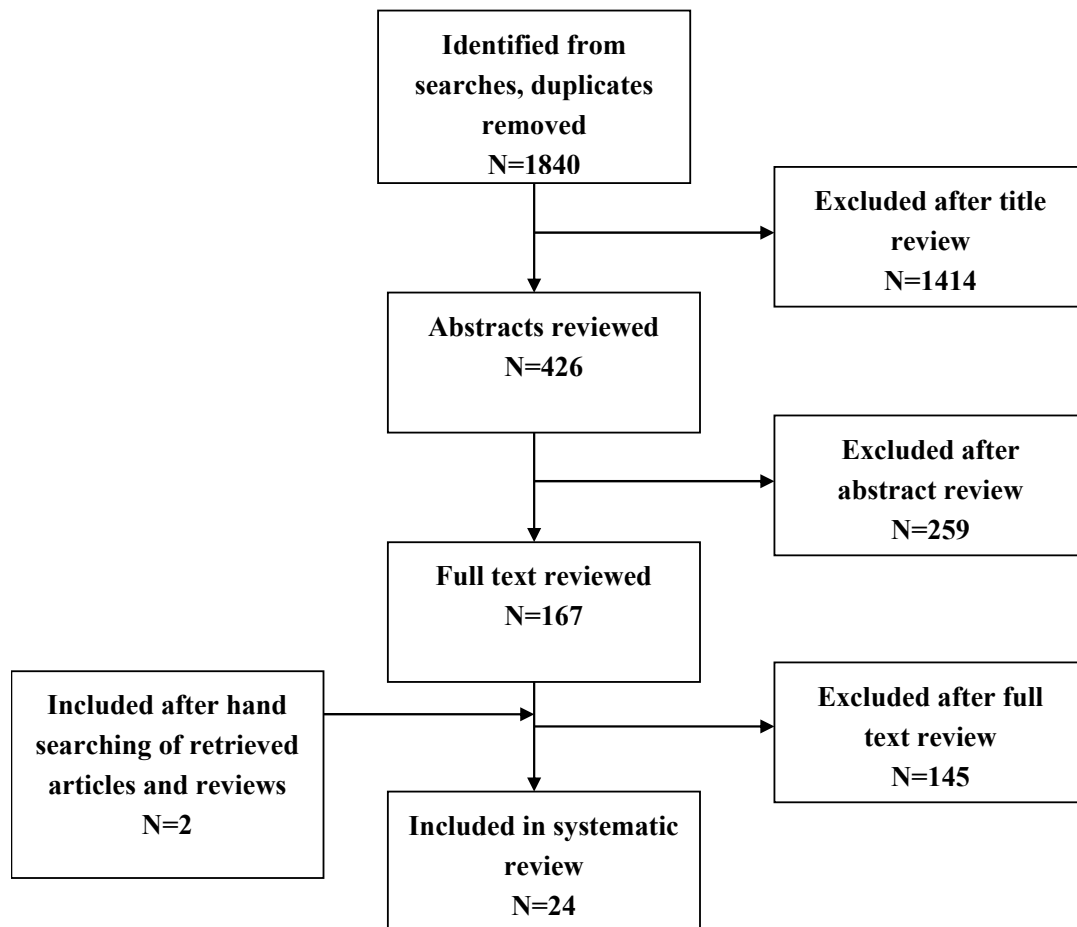 Identified from
searches, duplicates
removed
N=1840
Excluded after title
review
N=1414
Abstracts reviewed
N=426
Excluded after
abstract review
N=259
Full text reviewed
N=167
Included after hand
searching of retrieved
articles and reviews
N=2
Excluded after full
text review
N=145
Included in systematic
review
N=24